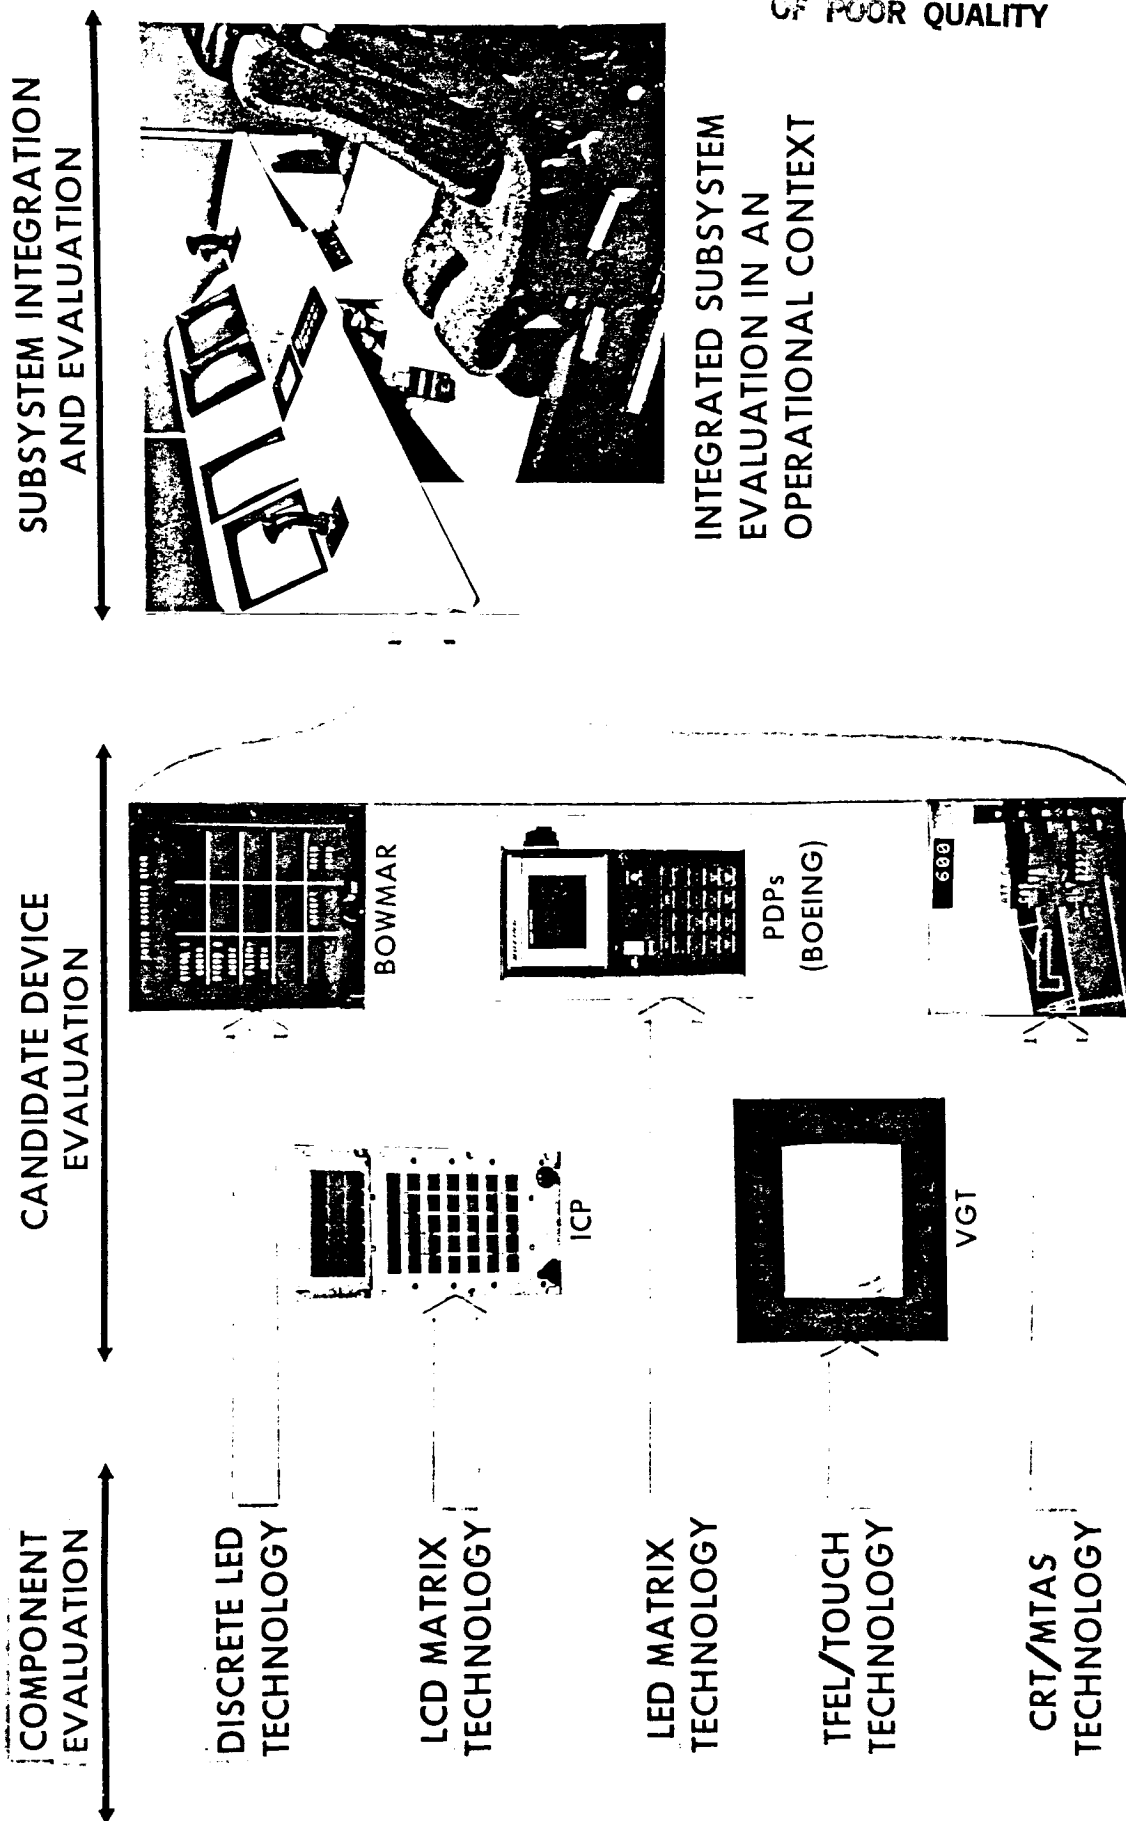 OF POOR QUALITY
COMPONENT
EVALUATION
CANDIDATE DEVICE
EVALUATION
SUBSYSTEM INTEGRATION
AND EVALUATION
DISCRETE LED
TECHNOLOGY
BOWMAR
LCD MATRIX
TECHNOLOGY
ICP
LED MATRIX
TECHNOLOGY
PDPs
(BOEING)
TFEL/TOUCH
TECHNOLOGY
VGT
CRT/MTAS
TECHNOLOGY
600
INTEGRATED SUBSYSTEM
EVALUATION IN AN
OPERATIONAL CONTEXT